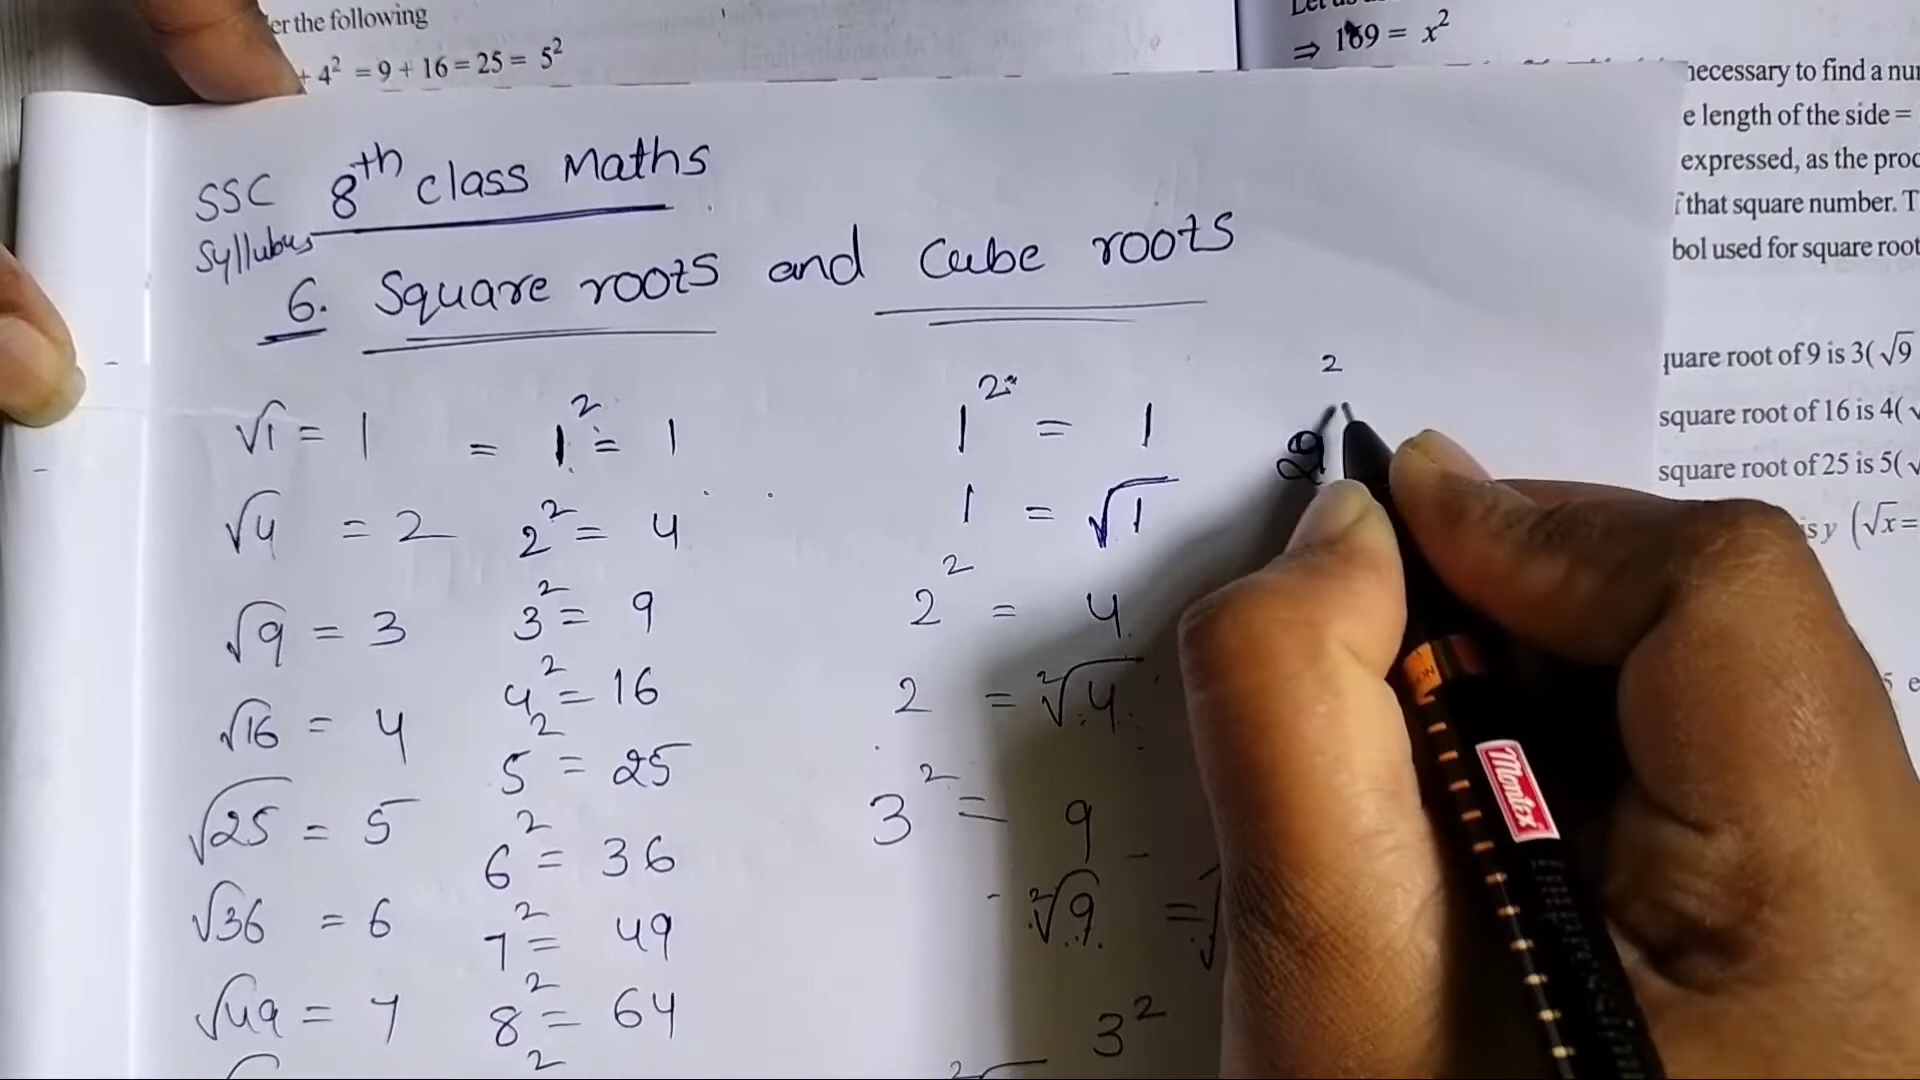 er the following
+ 4² = 9 + 16 = 25 = 5²
⇒ 169 = x²
necessary to find a nu
e length of the side =
expressed, as the proc
f that square number. T
bol used for square root
quare root of 9 is 3( √9
square root of 16 is 4( √
square root of 25 is 5( √
is y (√x =
SSC 8th class Maths
Syllubus
6. Square roots and Cube roots
√1 = 1 = 1² = 1
√4 = 2 2² = 4
√9 = 3 3² = 9
√16 = 4 4² = 16
√25 = 5 5² = 25
√36 = 6 6² = 36
√49 = 7 7² = 49
8² = 64
2
1² = 1
1 = √1
2² = 4
2 = ²√4
3² = 9
²√9 = √
3²
2
2
Montex